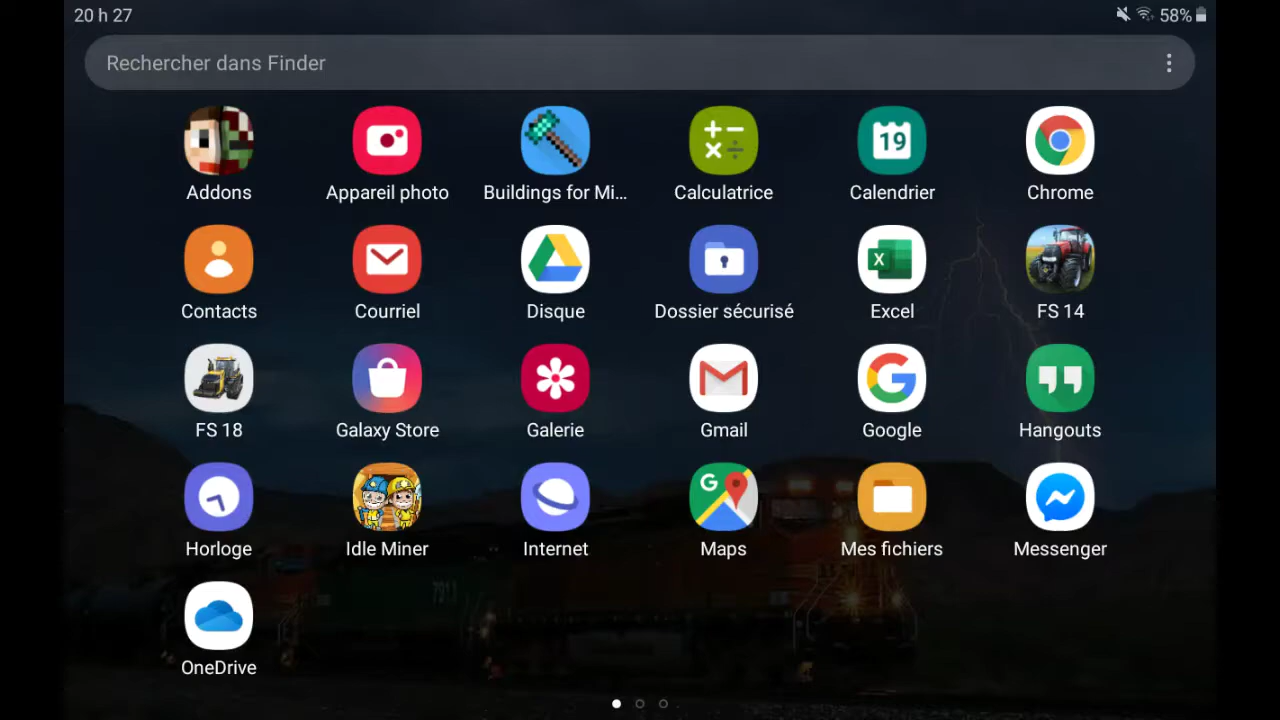 20 h 27
58%
Rechercher dans Finder
19
Addons
Appareil photo
Buildings for Mi...
Calculatrice
Calendrier
Chrome
X
Contacts
Courriel
Disque
Dossier sécurisé
Excel
FS 14
G
FS 18
Galaxy Store
Galerie
Gmail
Google
Hangouts
G
Horloge
Idle Miner
Internet
Maps
Mes fichiers
Messenger
OneDrive